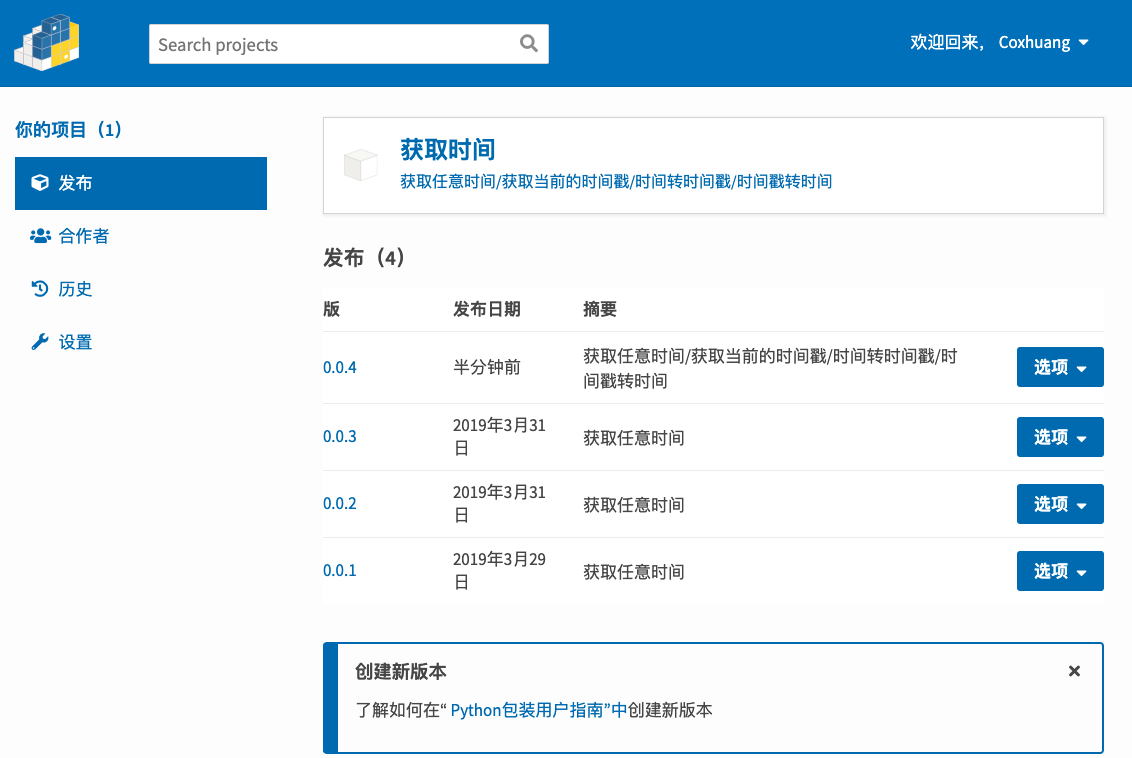 Search projects
欢迎回来， Coxhuang
你的项目（1）
发布
合作者
历史
设置
获取时间
获取任意时间/获取当前的时间戳/时间转时间戳/时间戳转时间
发布（4）
版 发布日期 摘要
0.0.4 半分钟前 获取任意时间/获取当前的时间戳/时间转时间戳/时
间戳转时间 选项
0.0.3 2019年3月31
日 获取任意时间 选项
0.0.2 2019年3月31
日 获取任意时间 选项
0.0.1 2019年3月29
日 获取任意时间 选项
创建新版本
了解如何在“ Python包装用户指南”中创建新版本